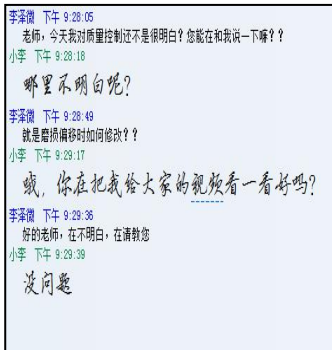 李泽微 下午 9:28:05
老师，今天我对质量控制还不是很明白？您能在和我说一下嘛？？
小李 下午 9:28:18
哪里不明白呢？
李泽微 下午 9:28:49
就是磨损偏移时如何修改？？
小李 下午 9:29:17
哦，你在把我给大家的视频看一看好吗？
李泽微 下午 9:29:36
好的老师，在不明白，在请教您
小李 下午 9:29:39
没问题